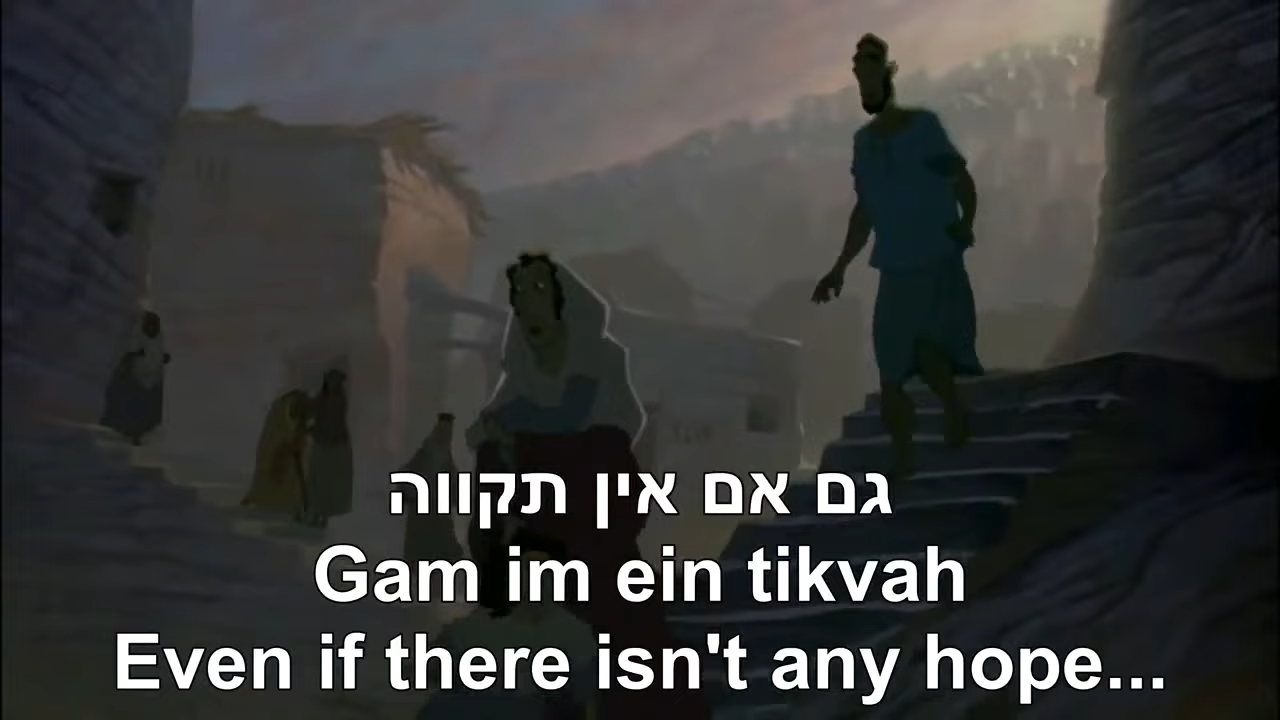 גם אם אין תקווה
Gam im ein tikvah
Even if there isn't any hope...